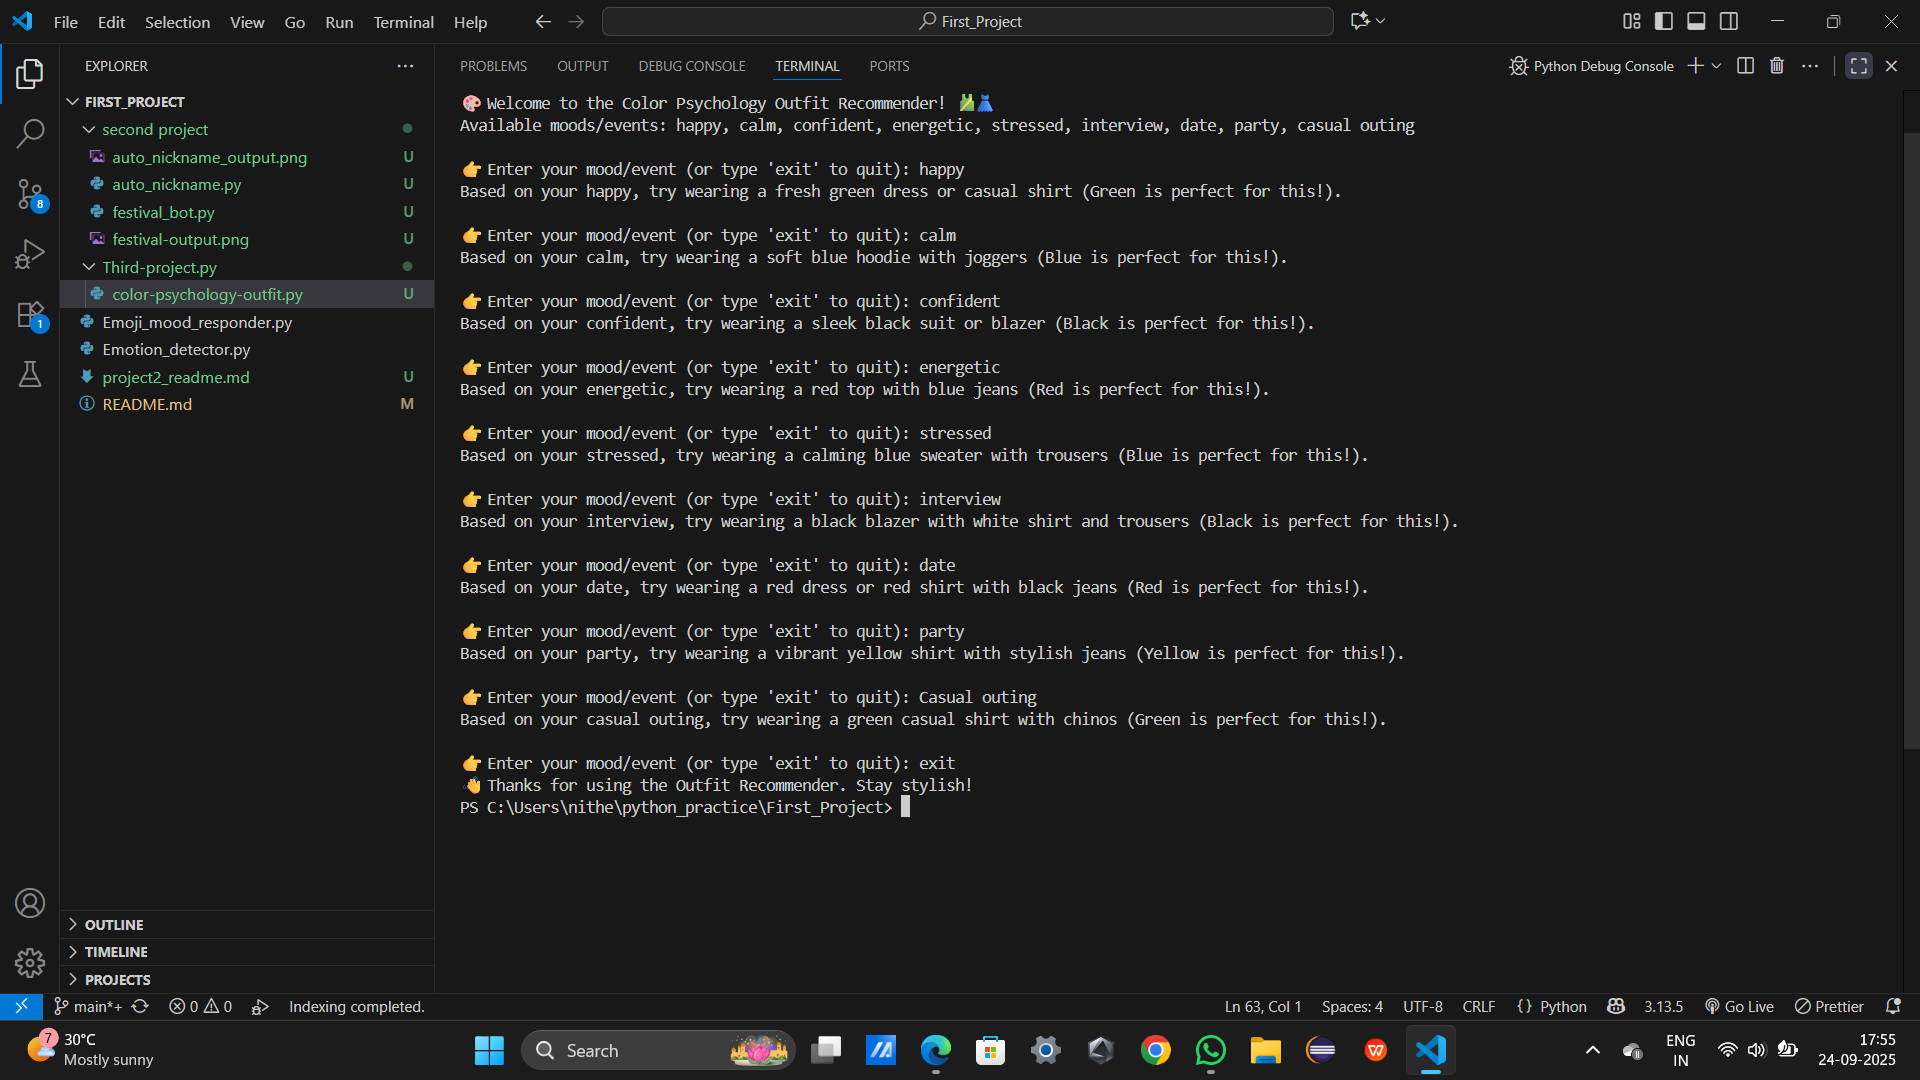 File Edit Selection View Go Run Terminal Help
First_Project
EXPLORER
FIRST_PROJECT
second project
auto_nickname_output.png U
auto_nickname.py U
festival_bot.py U
festival-output.png U
Third-project.py
color-psychology-outfit.py U
Emoji_mood_responder.py
Emotion_detector.py
project2_readme.md U
README.md M
8
1
OUTLINE
TIMELINE
PROJECTS
PROBLEMS OUTPUT DEBUG CONSOLE TERMINAL PORTS
Python Debug Console
🎨 Welcome to the Color Psychology Outfit Recommender! 🎽👗
Available moods/events: happy, calm, confident, energetic, stressed, interview, date, party, casual outing
👉 Enter your mood/event (or type 'exit' to quit): happy
Based on your happy, try wearing a fresh green dress or casual shirt (Green is perfect for this!).
👉 Enter your mood/event (or type 'exit' to quit): calm
Based on your calm, try wearing a soft blue hoodie with joggers (Blue is perfect for this!).
👉 Enter your mood/event (or type 'exit' to quit): confident
Based on your confident, try wearing a sleek black suit or blazer (Black is perfect for this!).
👉 Enter your mood/event (or type 'exit' to quit): energetic
Based on your energetic, try wearing a red top with blue jeans (Red is perfect for this!).
👉 Enter your mood/event (or type 'exit' to quit): stressed
Based on your stressed, try wearing a calming blue sweater with trousers (Blue is perfect for this!).
👉 Enter your mood/event (or type 'exit' to quit): interview
Based on your interview, try wearing a black blazer with white shirt and trousers (Black is perfect for this!).
👉 Enter your mood/event (or type 'exit' to quit): date
Based on your date, try wearing a red dress or red shirt with black jeans (Red is perfect for this!).
👉 Enter your mood/event (or type 'exit' to quit): party
Based on your party, try wearing a vibrant yellow shirt with stylish jeans (Yellow is perfect for this!).
👉 Enter your mood/event (or type 'exit' to quit): Casual outing
Based on your casual outing, try wearing a green casual shirt with chinos (Green is perfect for this!).
👉 Enter your mood/event (or type 'exit' to quit): exit
👋 Thanks for using the Outfit Recommender. Stay stylish!
PS C:\Users\nithe\python_practice\First_Project>
main*+ 0 0 Indexing completed. Ln 63, Col 1 Spaces: 4 UTF-8 CRLF {} Python 3.13.5 Go Live Prettier
7
30°C
Mostly sunny
Search
W
ENG
IN
17:55
24-09-2025